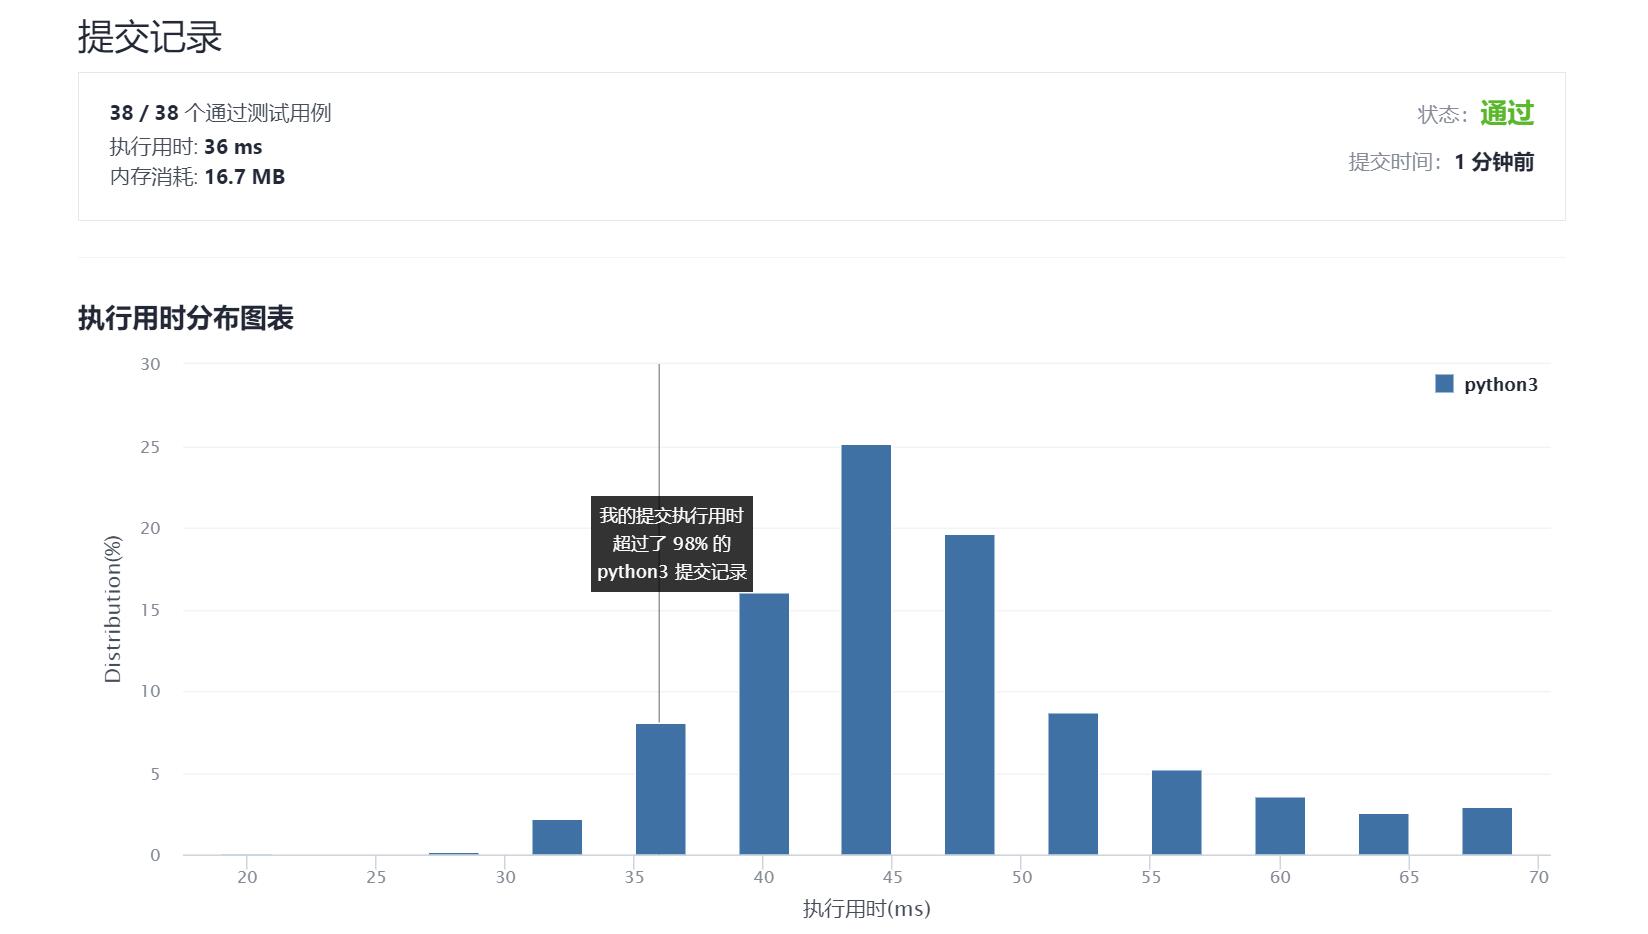 提交记录
38 / 38 个通过测试用例
状态：通过
执行用时: 36 ms
提交时间：1 分钟前
内存消耗: 16.7 MB
执行用时分布图表
30
python3
25
我的提交执行用时
超过了 98% 的
python3 提交记录
20
15
10
5
0
Distribution(%)
20 25 30 35 40 45 50 55 60 65 70
执行用时(ms)